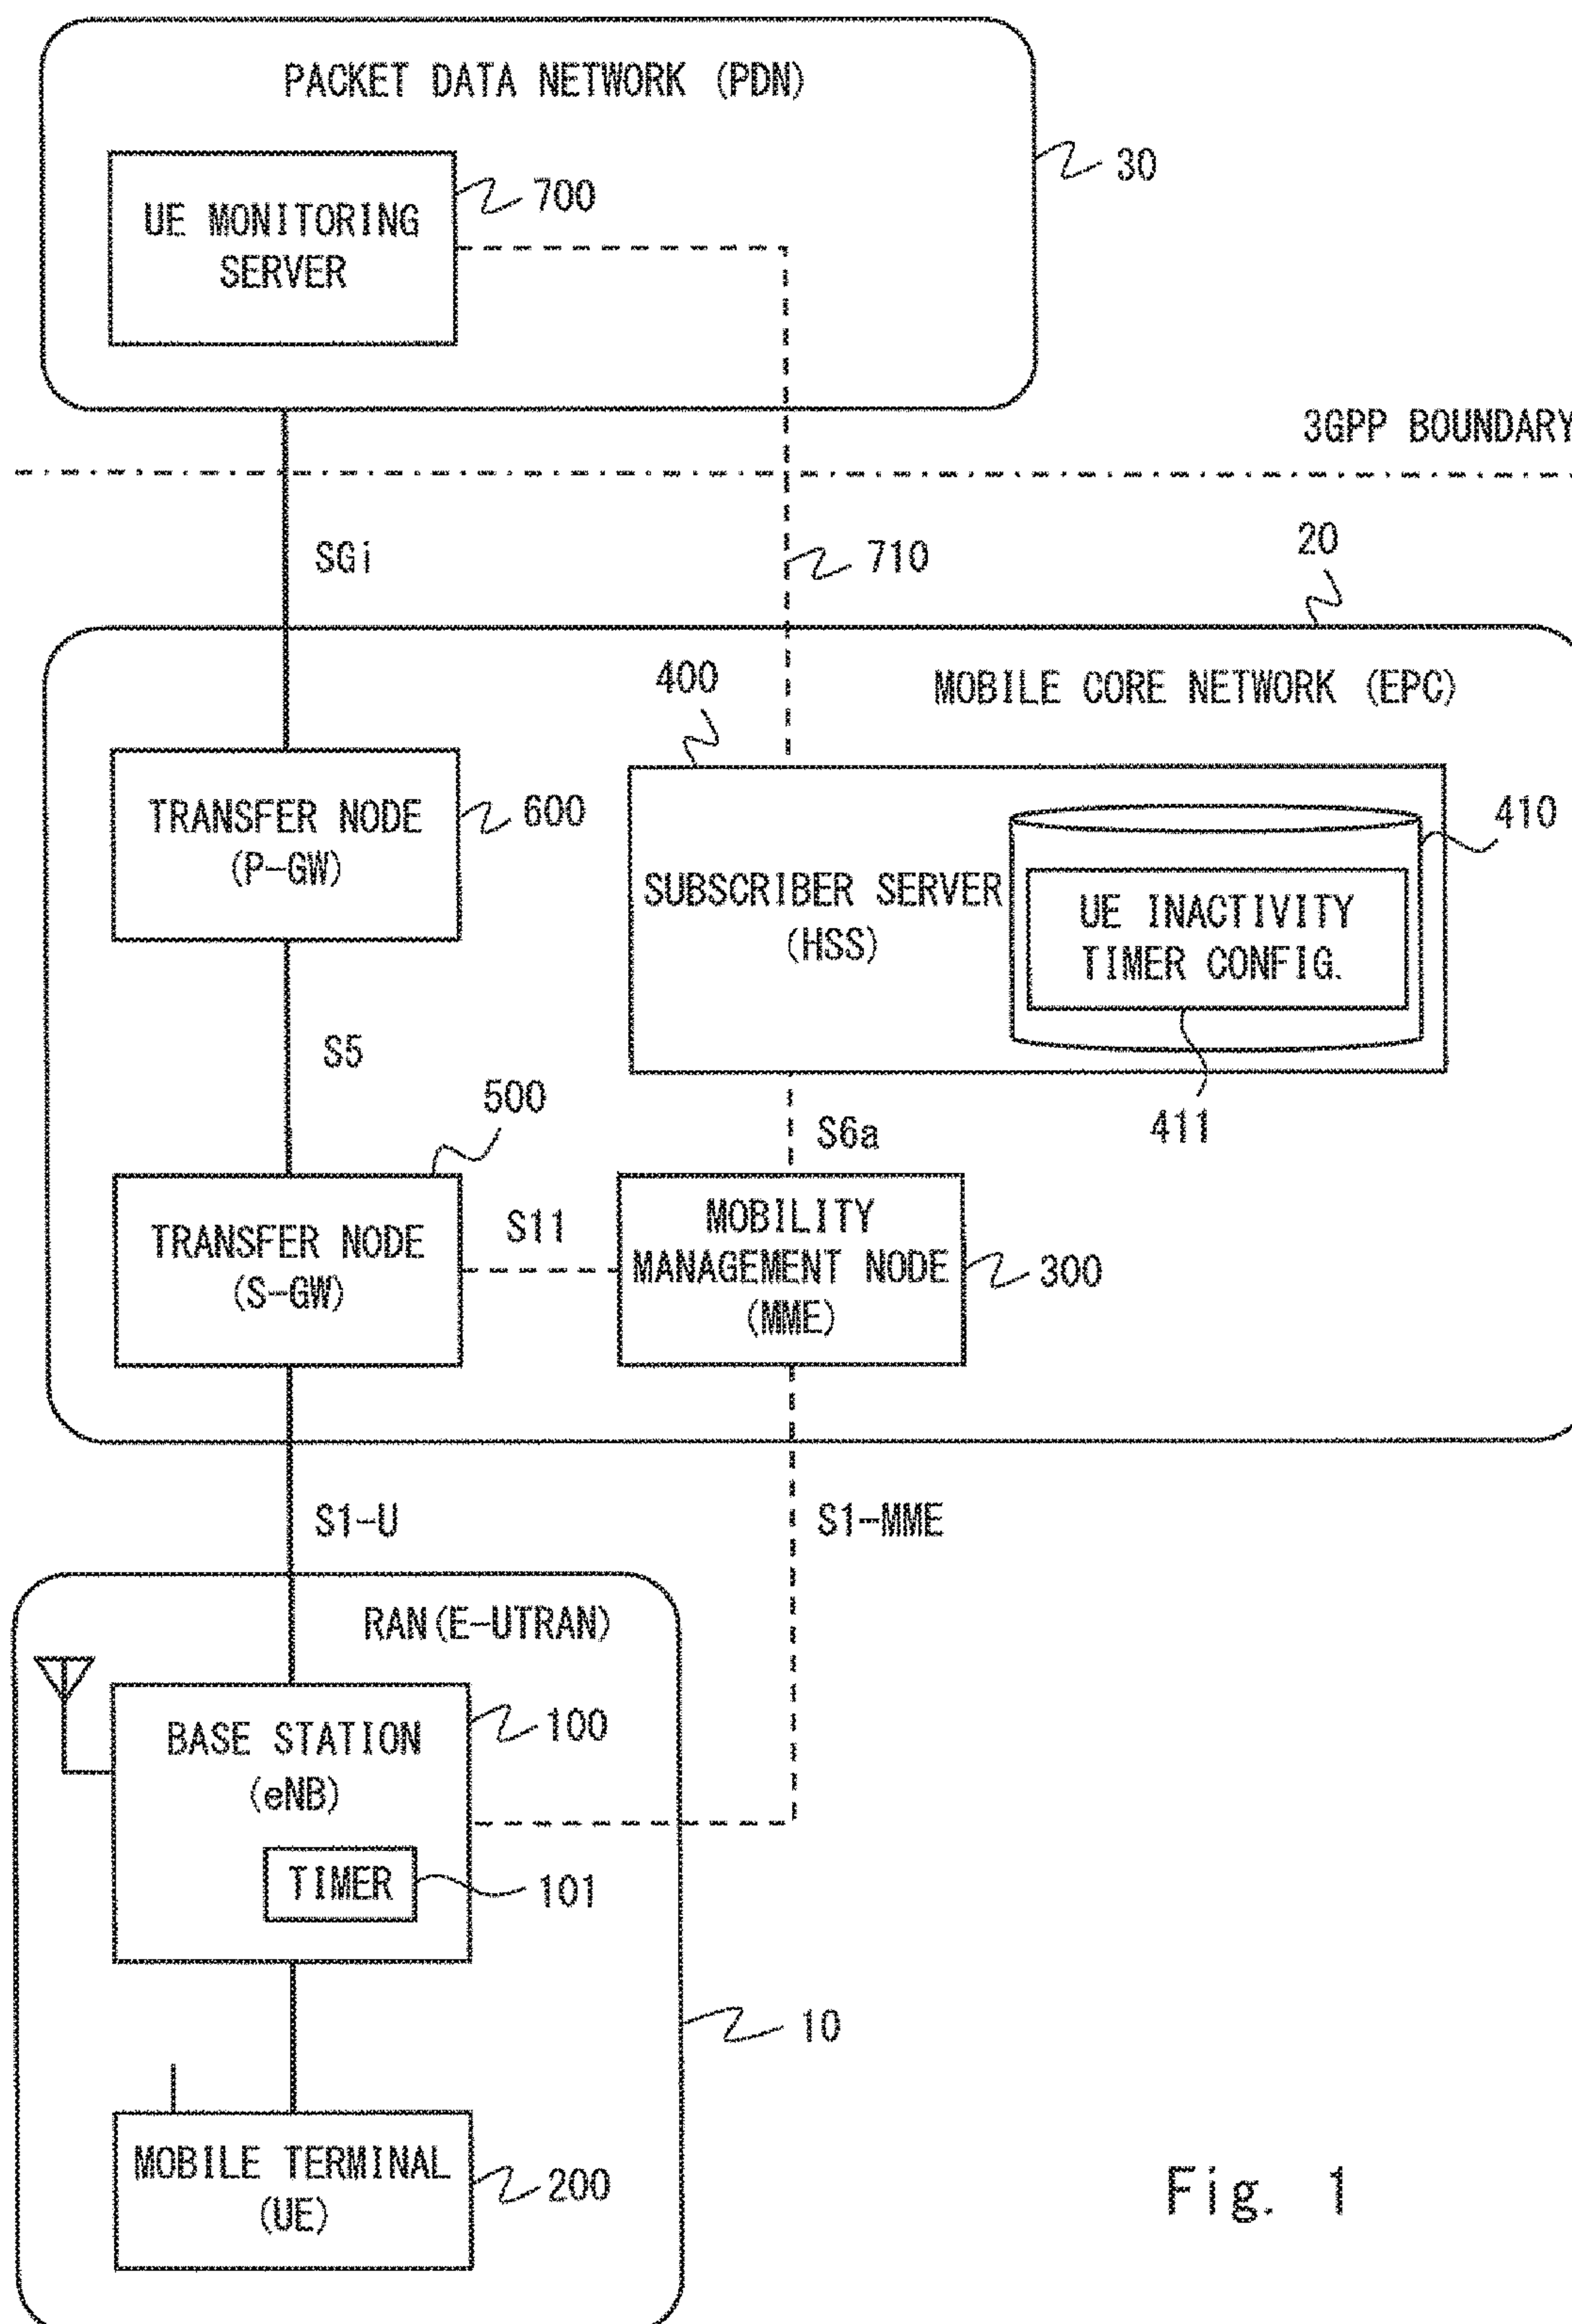 PACKET DATA NETWORK (PDN)
30
700
UE MONITORING
SERVER
3GPP BOUNDARY
SGi
710
20
400
MOBILE CORE NETWORK (EPC)
TRANSFER NODE
(P-GW)
600
410
SUBSCRIBER SERVER
(HSS)
UE INACTIVITY
TIMER CONFIG.
S5
500
S6a
411
TRANSFER NODE
(S-GW)
S11
MOBILITY
MANAGEMENT NODE
(MME)
300
S1-U
S1-MME
RAN(E-UTRAN)
BASE STATION
(eNB)
100
TIMER
101
10
MOBILE TERMINAL
(UE)
200
Fig. 1